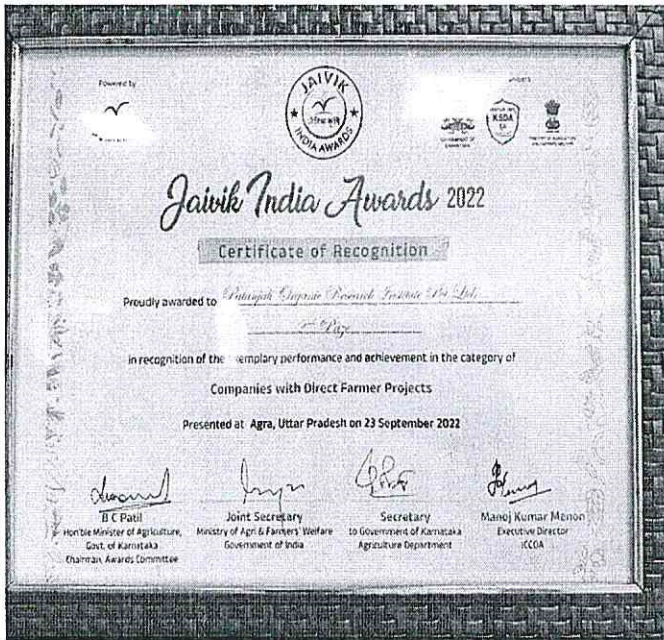 Powered by
JAIVIK
INDIA AWARDS
KSDA
Jaivik India Awards 2022
Certificate of Recognition
Proudly awarded to Patanjali Organic Research Institute Pvt Ltd.
in recognition of the emplary performance and achievement in the category of
Companies with Direct Farmer Projects
Presented at Agra, Uttar Pradesh on 23 September 2022
B C Patil
Hon'ble Minister of Agriculture,
Govt. of Karnataka
Chairman, Awards Committee
Joint Secretary
Ministry of Agri & Farmers' Welfare
Government of India
Secretary
to Government of Karnataka
Agriculture Department
Manoj Kumar Menon
Executive Director
ICCOA